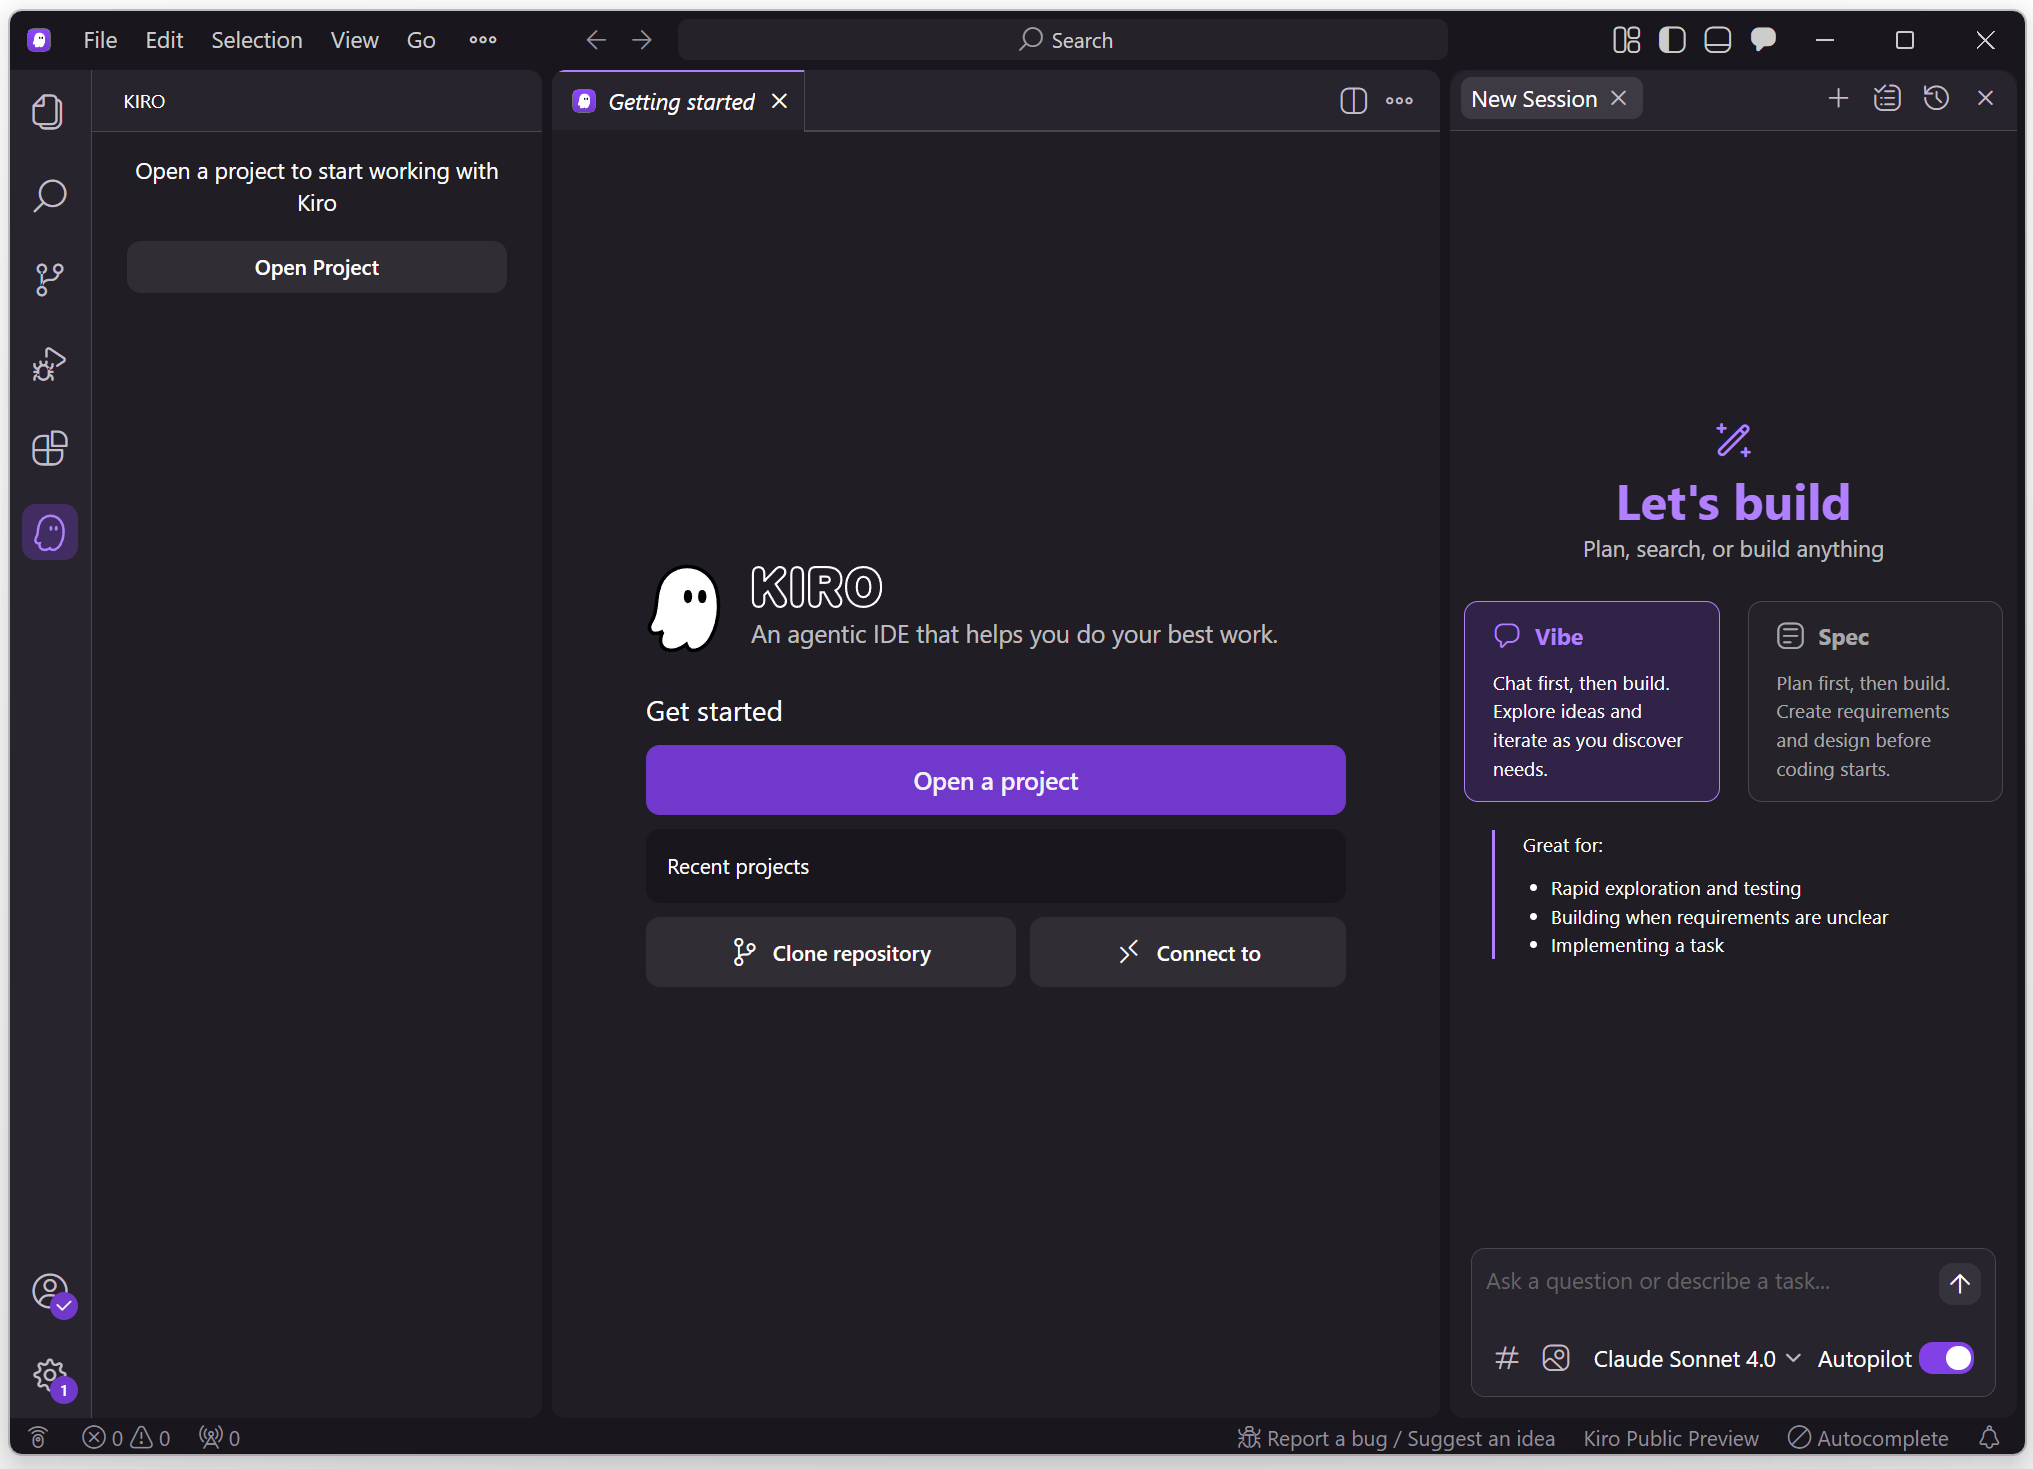 File Edit Selection View Go
Search
KIRO
Open a project to start working with
Kiro
Open Project
Getting started
KIRO
An agentic IDE that helps you do your best work.
Get started
Open a project
Recent projects
Clone repository
Connect to
New Session
Let's build
Plan, search, or build anything
Vibe
Chat first, then build.
Explore ideas and
iterate as you discover
needs.
Spec
Plan first, then build.
Create requirements
and design before
coding starts.
Great for:
• Rapid exploration and testing
• Building when requirements are unclear
• Implementing a task
Ask a question or describe a task...
# Claude Sonnet 4.0 Autopilot
1
0 0 0
Report a bug / Suggest an idea Kiro Public Preview Autocomplete